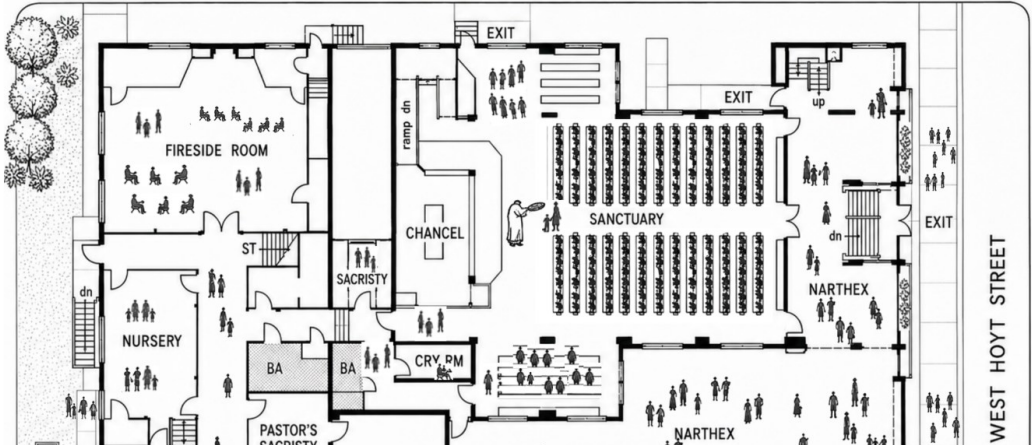 EXIT
EXIT
up
ramp dn
FIRESIDE ROOM
SANCTUARY
CHANCEL
EXIT
dn
ST
SACRISTY
dn
NARTHEX
NURSERY
CRY RM
BA
BA
WEST HOYT STREET
PASTOR'S
SACRISTY
NARTHEX